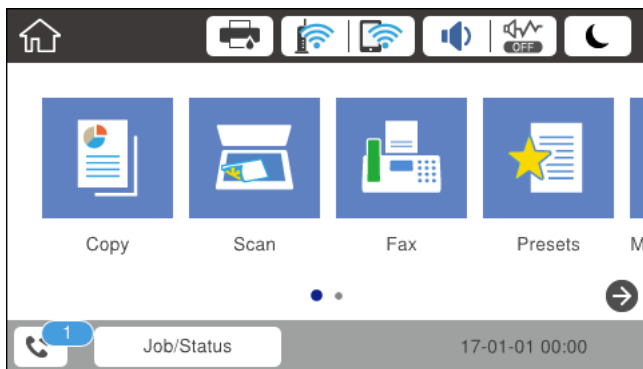 OFF
Copy
Scan
Fax
Presets
M
1
Job/Status
17-01-01 00:00